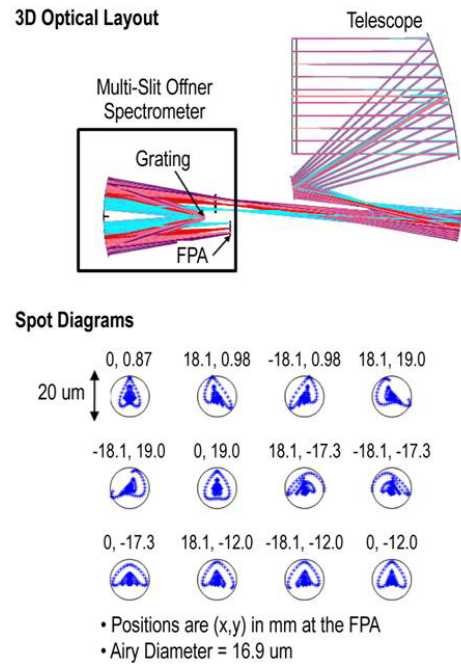 3D Optical Layout
Telescope
Multi-Slit Offner
Spectrometer
Grating
FPA
Spot Diagrams
0, 0.87 18.1, 0.98 -18.1, 0.98 18.1, 19.0
20 um
-18.1, 19.0 0, 19.0 18.1, -17.3 -18.1, -17.3
0, -17.3 18.1, -12.0 -18.1, -12.0 0, -12.0
• Positions are (x,y) in mm at the FPA
• Airy Diameter = 16.9 um